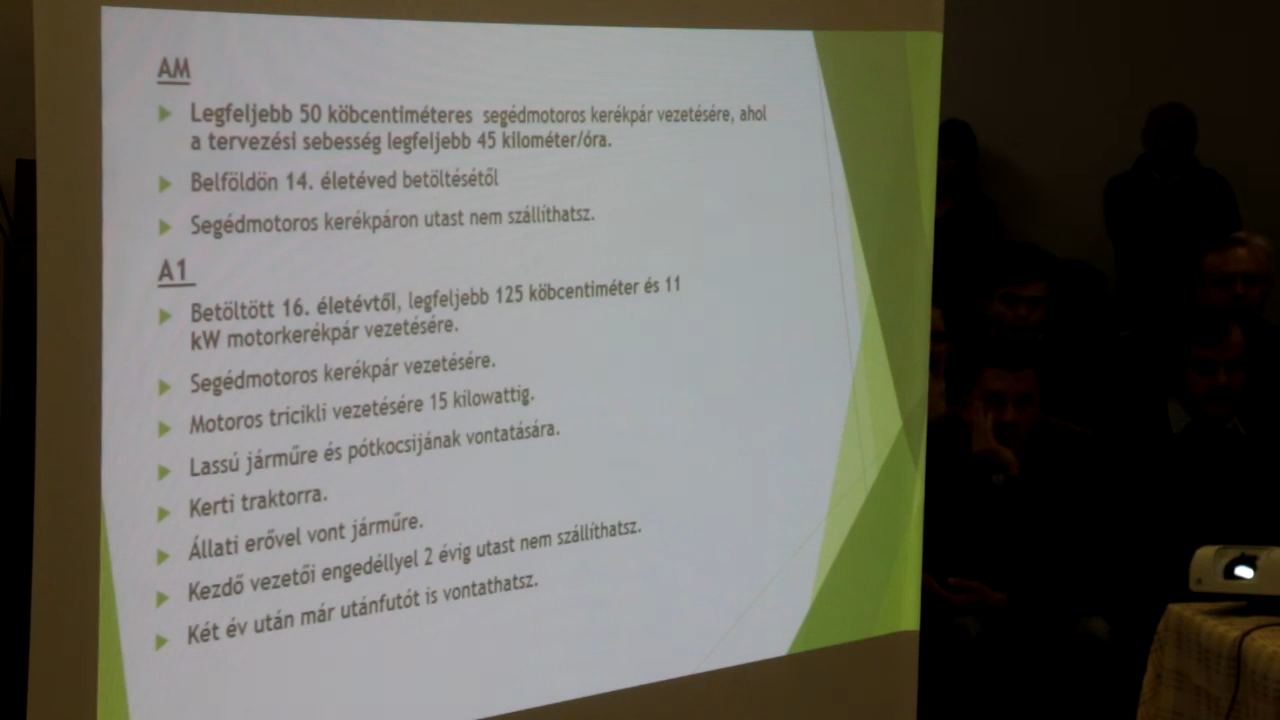 AM
Legfeljebb 50 köbcentiméteres segédmotoros kerékpár vezetésére, ahol
a tervezési sebesség legfeljebb 45 kilométer/óra.
Belföldön 14. életéved betöltésétől
Segédmotoros kerékpáron utast nem szállíthatsz.
A1
Betöltött 16. életévtől, legfeljebb 125 köbcentiméter és 11
kW motorkerékpár vezetésére.
Segédmotoros kerékpár vezetésére.
Motoros tricikli vezetésére 15 kilowattig.
Lassú járműre és pótkocsijának vontatására.
Kerti traktorra.
Állati erővel vont járműre.
Kezdő vezetői engedéllyel 2 évig utast nem szállíthatsz.
Két év után már utánfutót is vontathatsz.